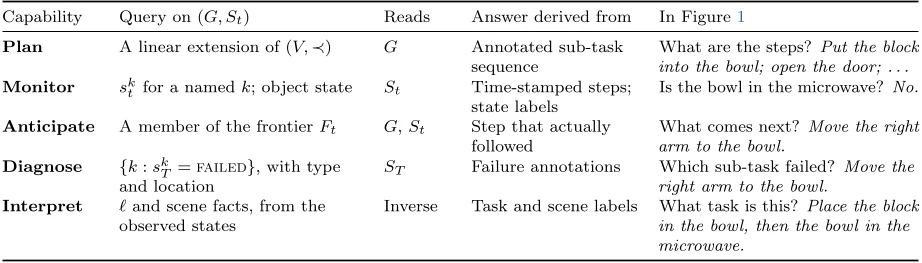 Capability Query on (G, S_t) Reads Answer derived from In Figure 1
Plan A linear extension of (V, ≺) G Annotated sub-task What are the steps? Put the block
sequence into the bowl; open the door; . . .
Monitor s_t^k for a named k; object state S_t Time-stamped steps; Is the bowl in the microwave? No.
state labels
Anticipate A member of the frontier F_t G, S_t Step that actually What comes next? Move the right
followed arm to the bowl.
Diagnose {k : s_T^k = FAILED}, with type S_T Failure annotations Which sub-task failed? Move the
and location right arm to the bowl.
Interpret ℓ and scene facts, from the Inverse Task and scene labels What task is this? Place the block
observed states in the bowl, then the bowl in the
microwave.